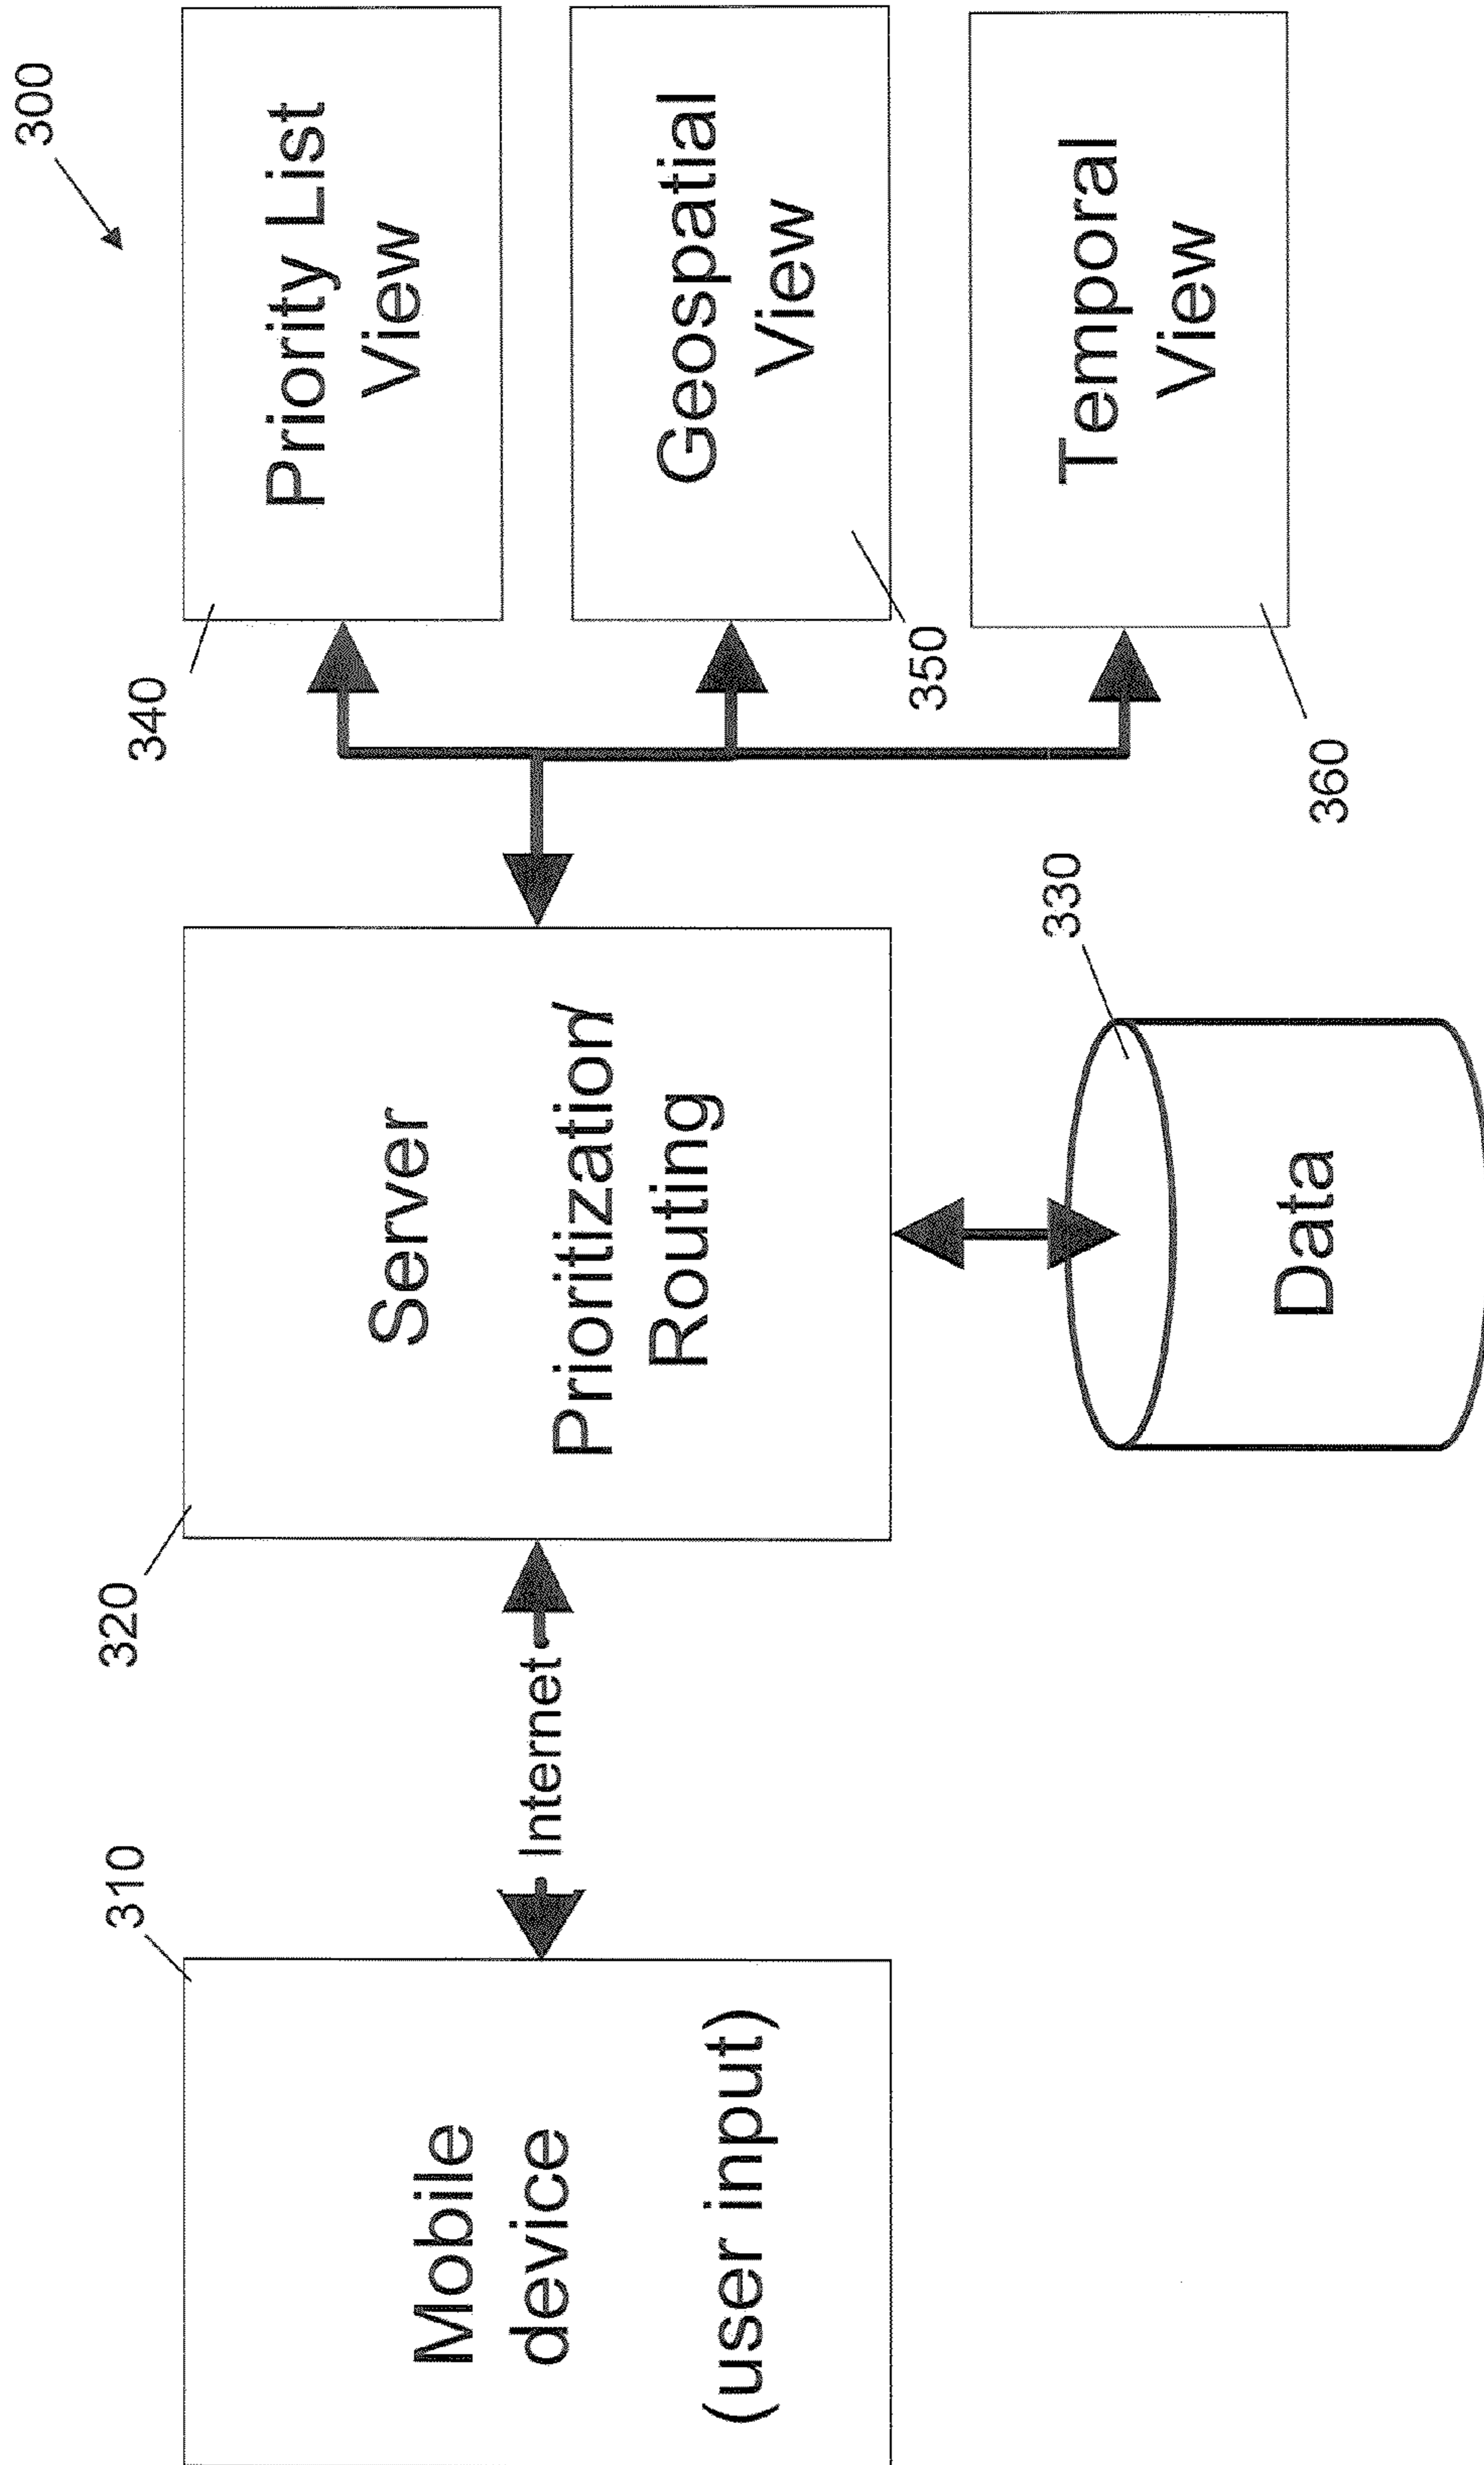 300
310
Mobile
device
(user input)
Internet
320
Server
Prioritization/
Routing
330
Data
340
Priority List
View
350
Geospatial
View
360
Temporal
View